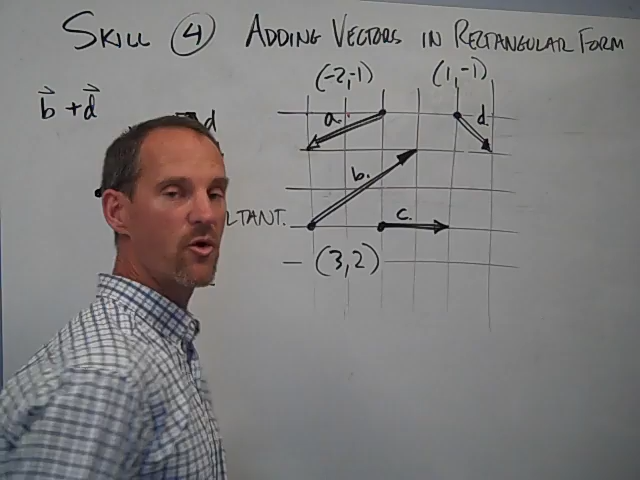 SKILL 4 ADDING VECTORS IN RECTANGULAR FORM
(-2,-1) (1,-1)
b + d
d
a.
d.
b.
LTANT.
c.
(3,2)